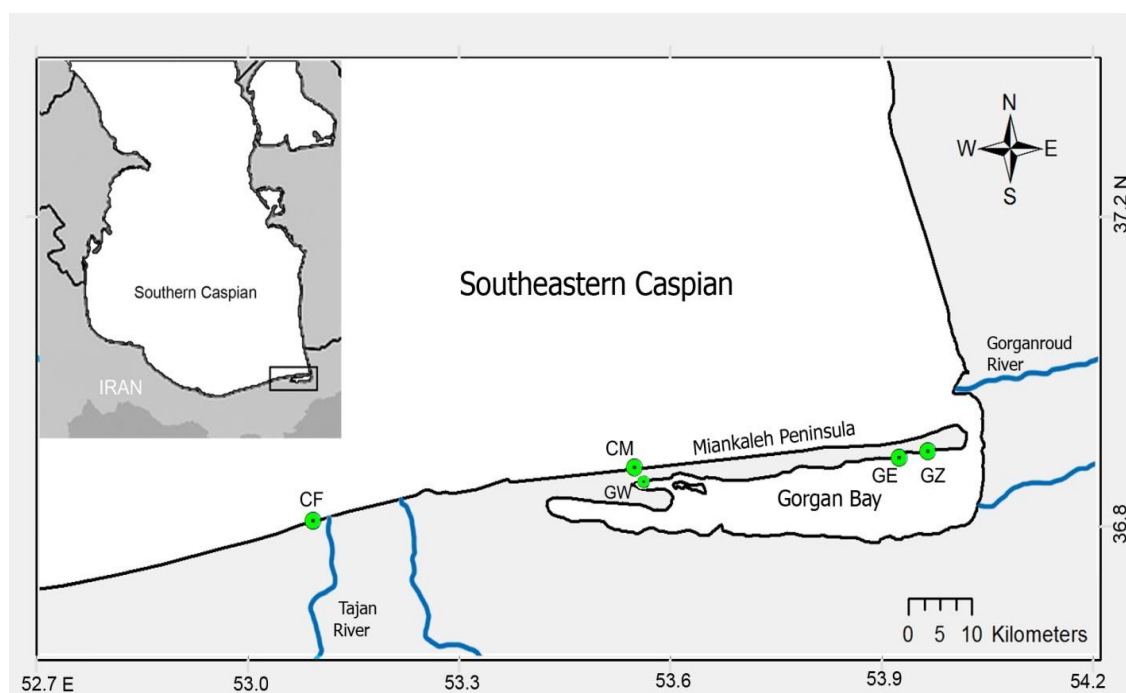 N
W E
S
37.2 N
Southern Caspian
IRAN
Southeastern Caspian
Gorganroud
River
Miankaleh Peninsula
CM
GW
GE
GZ
Gorgan Bay
CF
36.8
Tajan
River
0 5 10 Kilometers
52.7 E
53.0
53.3
53.6
53.9
54.2